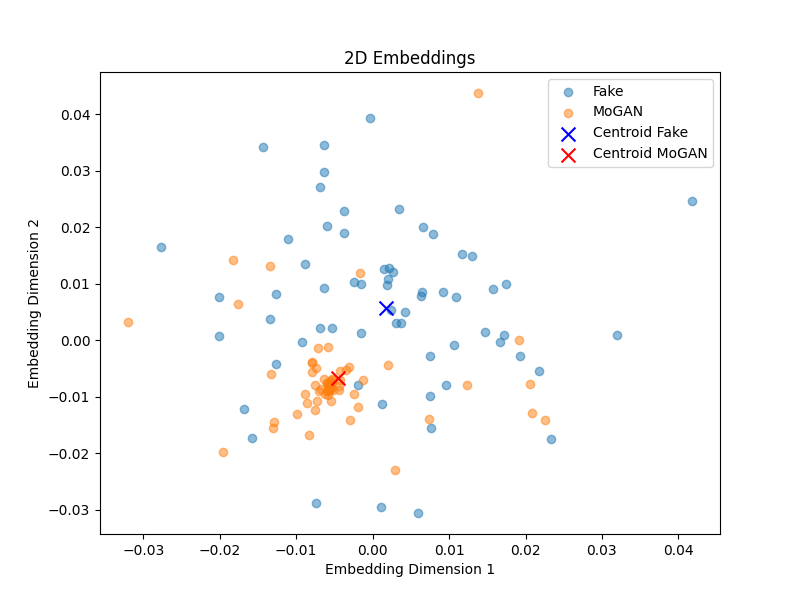 2D Embeddings
Fake
MoGAN
Centroid Fake
Centroid MoGAN
Embedding Dimension 2
0.04
0.03
0.02
0.01
0.00
−0.01
−0.02
−0.03
−0.03
−0.02
−0.01
0.00
0.01
0.02
0.03
0.04
Embedding Dimension 1